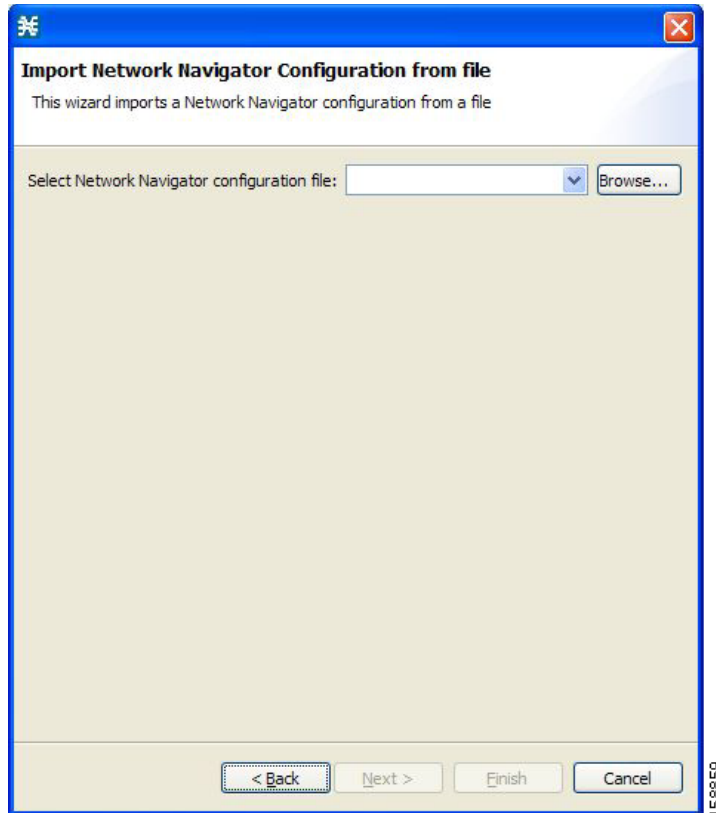 Import Network Navigator Configuration from file
This wizard imports a Network Navigator configuration from a file
Select Network Navigator configuration file: Browse...
< Back Next > Finish Cancel
158859